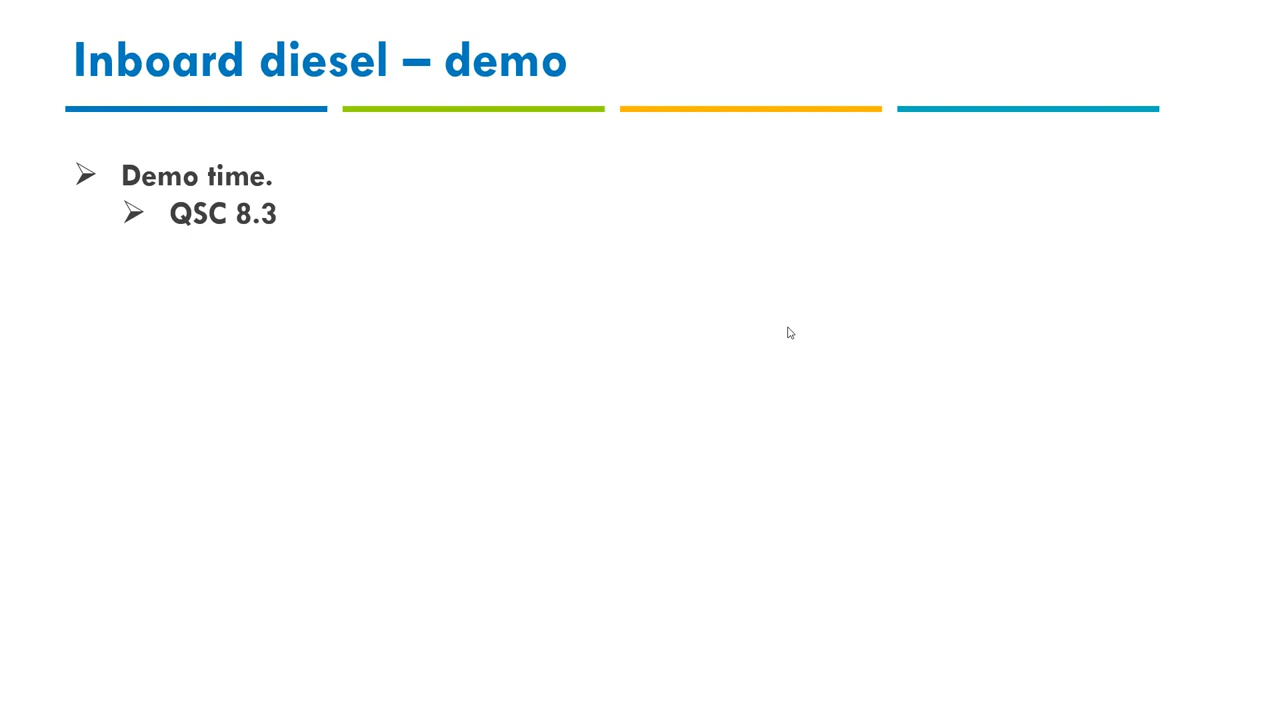 Inboard diesel – demo
Demo time.
QSC 8.3